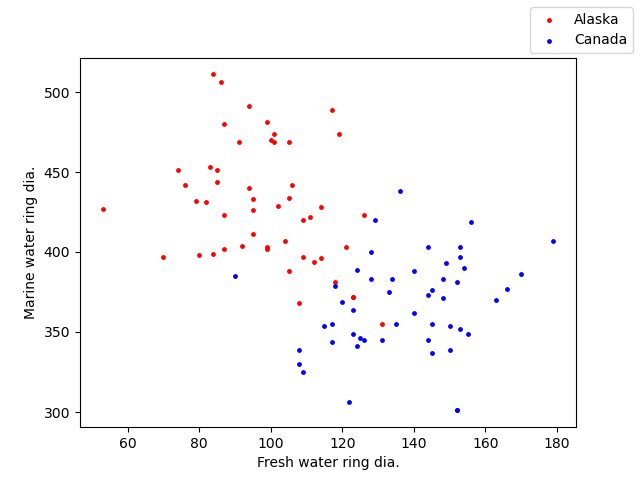 Alaska
Canada
500
450
400
350
300
Marine water ring dia.
60 80 100 120 140 160 180
Fresh water ring dia.